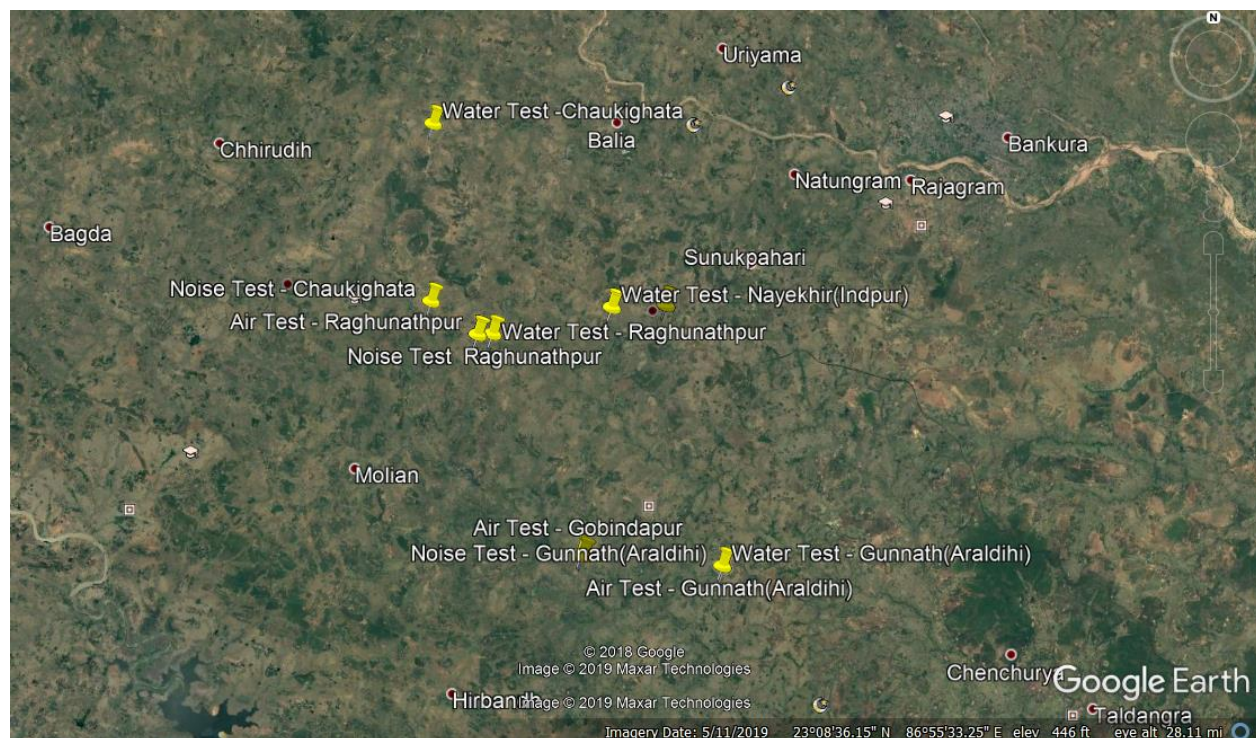 N
Uriyama
Water Test -Chaukighata
Balia
Chhirudih
Bankura
Natungram
Rajagram
Bagda
Sunukpahari
Noise Test - Chaukighata
Water Test - Nayekhir(Indpur)
Air Test - Raghunathpur
Water Test - Raghunathpur
Noise Test Raghunathpur
Molian
Air Test - Gobindapur
Noise Test - Gunnath(Araldihi)
Water Test - Gunnath(Araldihi)
Air Test - Gunnath(Araldihi)
© 2018 Google
Image © 2019 Maxar Technologies
Chenchurya
Google Earth
Hirbandh
Image © 2019 Maxar Technologies
Taldangra
Imagery Date: 5/11/2019 23°08'36.15" N 86°55'33.25" E elev 446 ft eye alt 28.11 mi